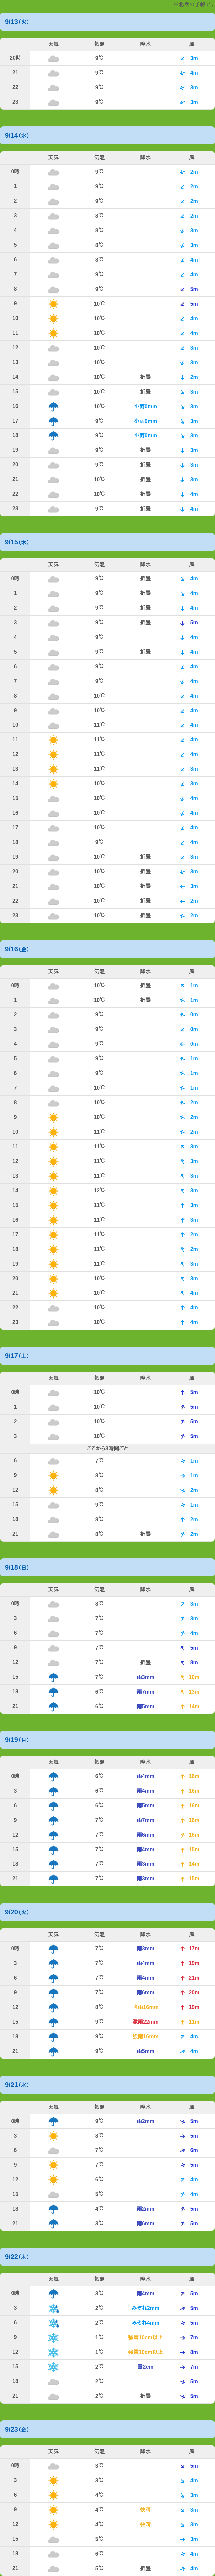 ※北緯の予報です
9/13(火)
天気 気温 降水 風
20時 9℃ 3m
21 9℃ 4m
22 9℃ 3m
23 9℃ 3m
9/14(水)
天気 気温 降水 風
0時 9℃ 2m
1 9℃ 2m
2 9℃ 2m
3 8℃ 2m
4 8℃ 3m
5 8℃ 3m
6 8℃ 4m
7 9℃ 4m
8 9℃ 5m
9 10℃ 5m
10 10℃ 4m
11 10℃ 4m
12 10℃ 3m
13 10℃ 3m
14 10℃ 折曇 2m
15 10℃ 折曇 3m
16 10℃ 小雨0mm 3m
17 9℃ 小雨0mm 3m
18 9℃ 小雨0mm 3m
19 9℃ 折曇 3m
20 9℃ 折曇 3m
21 10℃ 折曇 3m
22 10℃ 折曇 4m
23 9℃ 折曇 4m
9/15(木)
天気 気温 降水 風
0時 9℃ 折曇 4m
1 9℃ 折曇 4m
2 9℃ 折曇 4m
3 9℃ 折曇 5m
4 9℃ 4m
5 9℃ 折曇 4m
6 9℃ 4m
7 9℃ 4m
8 10℃ 4m
9 10℃ 4m
10 11℃ 4m
11 11℃ 4m
12 11℃ 4m
13 11℃ 3m
14 10℃ 3m
15 10℃ 4m
16 10℃ 4m
17 10℃ 4m
18 9℃ 4m
19 10℃ 折曇 3m
20 10℃ 折曇 3m
21 10℃ 折曇 3m
22 10℃ 折曇 2m
23 10℃ 折曇 2m
9/16(金)
天気 気温 降水 風
0時 10℃ 折曇 1m
1 10℃ 折曇 1m
2 9℃ 0m
3 9℃ 0m
4 9℃ 0m
5 9℃ 1m
6 9℃ 1m
7 10℃ 1m
8 10℃ 2m
9 10℃ 2m
10 11℃ 2m
11 11℃ 3m
12 11℃ 3m
13 11℃ 3m
14 12℃ 3m
15 11℃ 3m
16 11℃ 3m
17 11℃ 2m
18 11℃ 2m
19 11℃ 3m
20 10℃ 3m
21 10℃ 4m
22 10℃ 4m
23 10℃ 4m
9/17(土)
天気 気温 降水 風
0時 10℃ 5m
1 10℃ 5m
2 10℃ 5m
3 10℃ 5m
ここから3時間ごと
6 7℃ 1m
9 8℃ 1m
12 8℃ 2m
15 9℃ 1m
18 8℃ 2m
21 8℃ 折曇 2m
9/18(日)
天気 気温 降水 風
0時 8℃ 3m
3 7℃ 3m
6 7℃ 4m
9 7℃ 5m
12 7℃ 折曇 8m
15 7℃ 雨3mm 10m
18 6℃ 雨7mm 13m
21 6℃ 雨5mm 14m
9/19(月)
天気 気温 降水 風
0時 6℃ 雨4mm 16m
3 6℃ 雨4mm 16m
6 6℃ 雨5mm 16m
9 7℃ 雨7mm 15m
12 7℃ 雨6mm 16m
15 7℃ 雨4mm 15m
18 7℃ 雨3mm 14m
21 7℃ 雨3mm 15m
9/20(火)
天気 気温 降水 風
0時 7℃ 雨3mm 17m
3 7℃ 雨4mm 19m
6 7℃ 雨4mm 21m
9 7℃ 雨6mm 20m
12 8℃ 強雨16mm 19m
15 9℃ 激雨22mm 11m
18 9℃ 強雨10mm 4m
21 9℃ 雨5mm 4m
9/21(水)
天気 気温 降水 風
0時 9℃ 雨2mm 5m
3 8℃ 5m
6 7℃ 6m
9 7℃ 5m
12 6℃ 4m
15 5℃ 4m
18 4℃ 雨2mm 5m
21 3℃ 雨6mm 5m
9/22(木)
天気 気温 降水 風
0時 3℃ 雨4mm 5m
3 2℃ みぞれ2mm 5m
6 2℃ みぞれ4mm 5m
9 1℃ 強雪10cm以上 7m
12 1℃ 強雪10cm以上 8m
15 2℃ 雪2cm 7m
18 2℃ 5m
21 2℃ 折曇 5m
9/23(金)
天気 気温 降水 風
0時 3℃ 5m
3 3℃ 4m
6 4℃ 3m
9 4℃ 快晴 3m
12 4℃ 快晴 3m
15 5℃ 3m
18 6℃ 4m
21 5℃ 折曇 4m